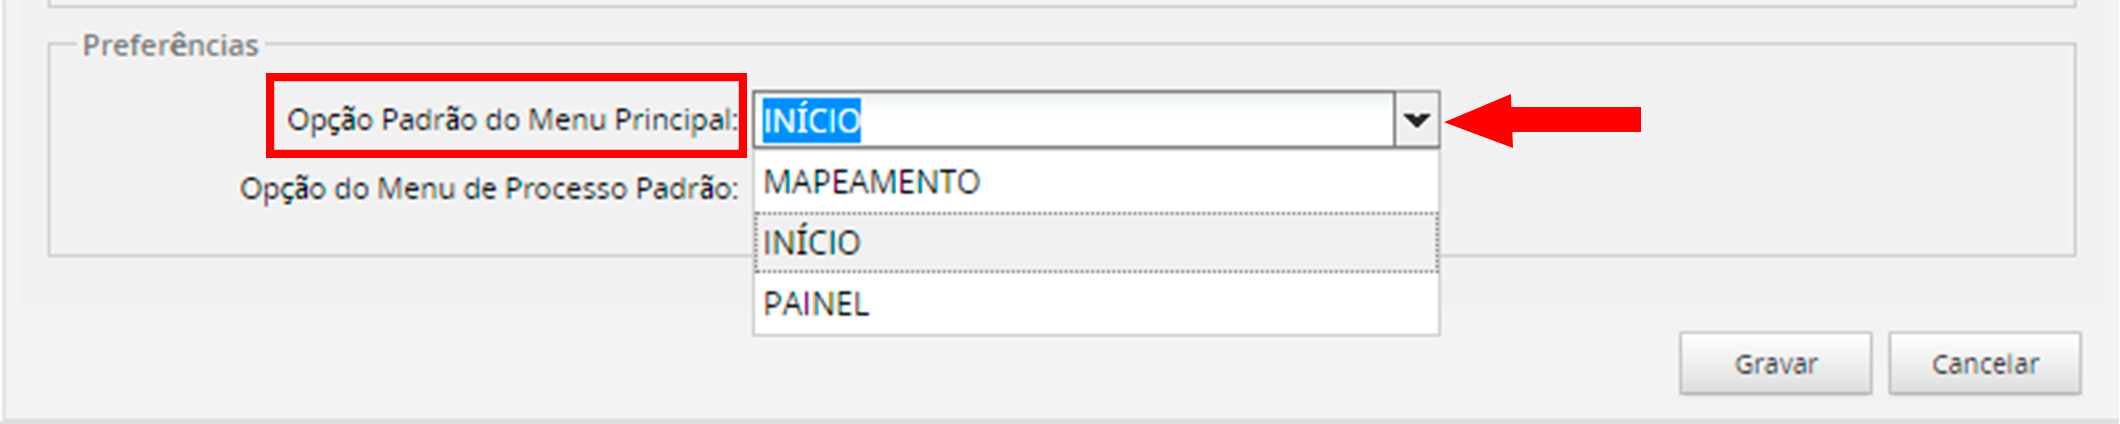 Preferências
Opção Padrão do Menu Principal: INÍCIO
MAPEAMENTO
Opção do Menu de Processo Padrão:
INÍCIO
PAINEL
Gravar Cancelar